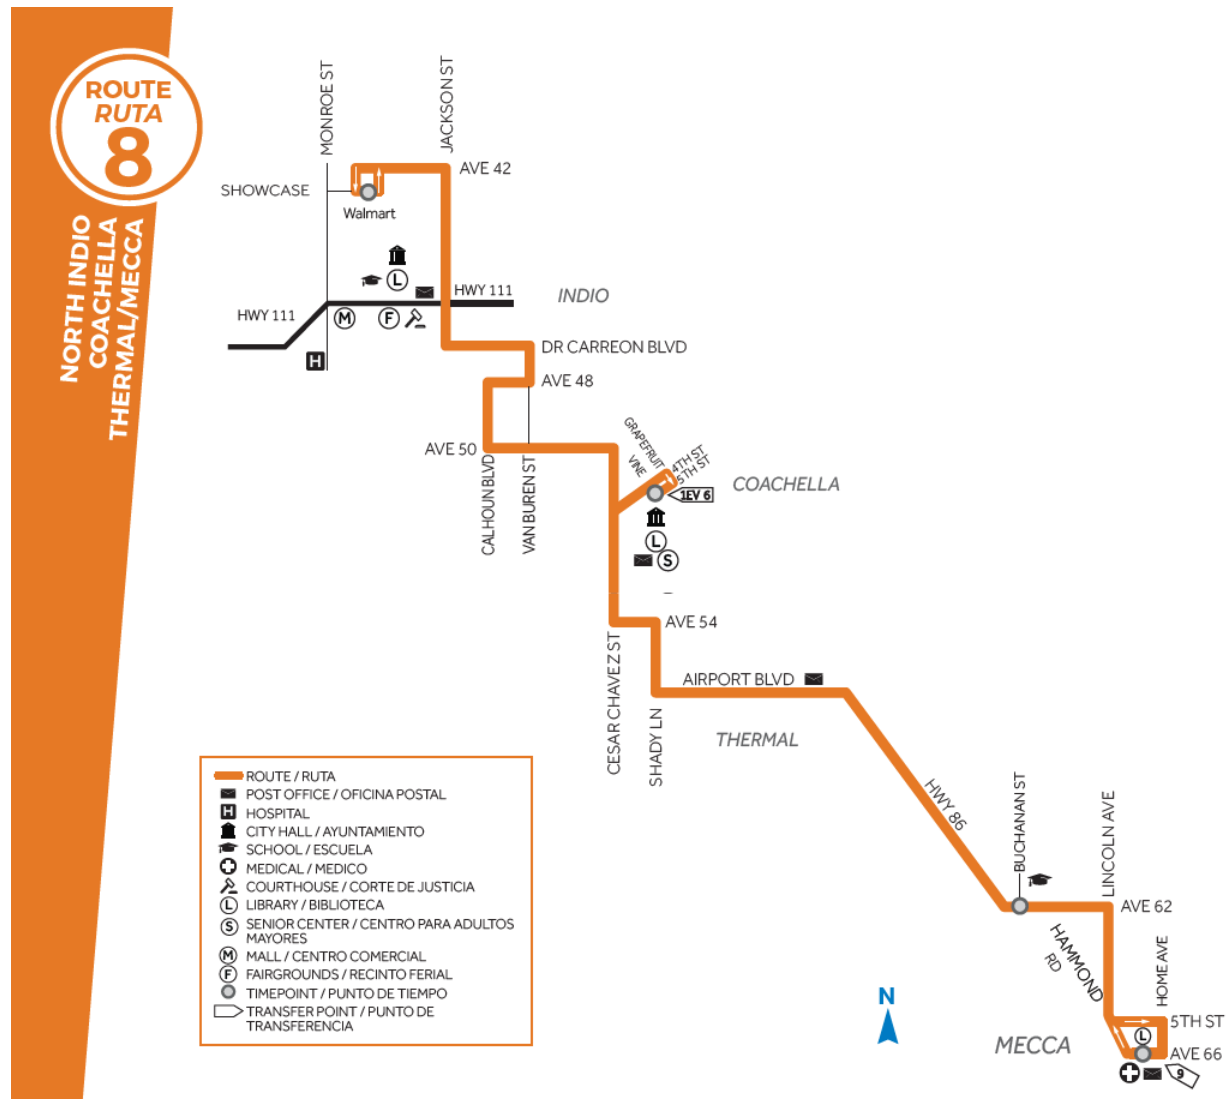 ROUTE
RUTA
8
NORTH INDIO
COACHELLA
THERMAL/MECCA
MONROE ST
JACKSON ST
AVE 42
SHOWCASE
Walmart
L
HWY 111
HWY 111
INDIO
M
F
H
DR CARREON BLVD
AVE 48
AVE 50
CALHOUN BLVD
VAN BUREN ST
GRAPEFRUIT
VINE
4TH ST
5TH ST
1EV 6
COACHELLA
L
S
AVE 54
CESAR CHAVEZ ST
SHADY LN
AIRPORT BLVD
THERMAL
HWY 86
BUCHANAN ST
LINCOLN AVE
AVE 62
HAMMOND
RD
HOME AVE
5TH ST
L
AVE 66
9
MECCA
N
ROUTE / RUTA
POST OFFICE / OFICINA POSTAL
H HOSPITAL
CITY HALL / AYUNTAMIENTO
SCHOOL / ESCUELA
MEDICAL / MEDICO
COURTHOUSE / CORTE DE JUSTICIA
L LIBRARY / BIBLIOTECA
S SENIOR CENTER / CENTRO PARA ADULTOS
MAYORES
M MALL / CENTRO COMERCIAL
F FAIRGROUNDS / RECINTO FERIAL
TIMEPOINT / PUNTO DE TIEMPO
TRANSFER POINT / PUNTO DE
TRANSFERENCIA